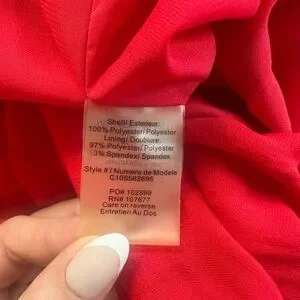 Shell/ Exterieur:
100% Polyester/ Polyester
Lining/ Doublure:
97% Polyester/ Polyester
3% Spandex/ Spandex
Style # / Numero de Modele
G105582695
PO# 102899
RN# 107677
Care on reverse
Entretien Au Dos